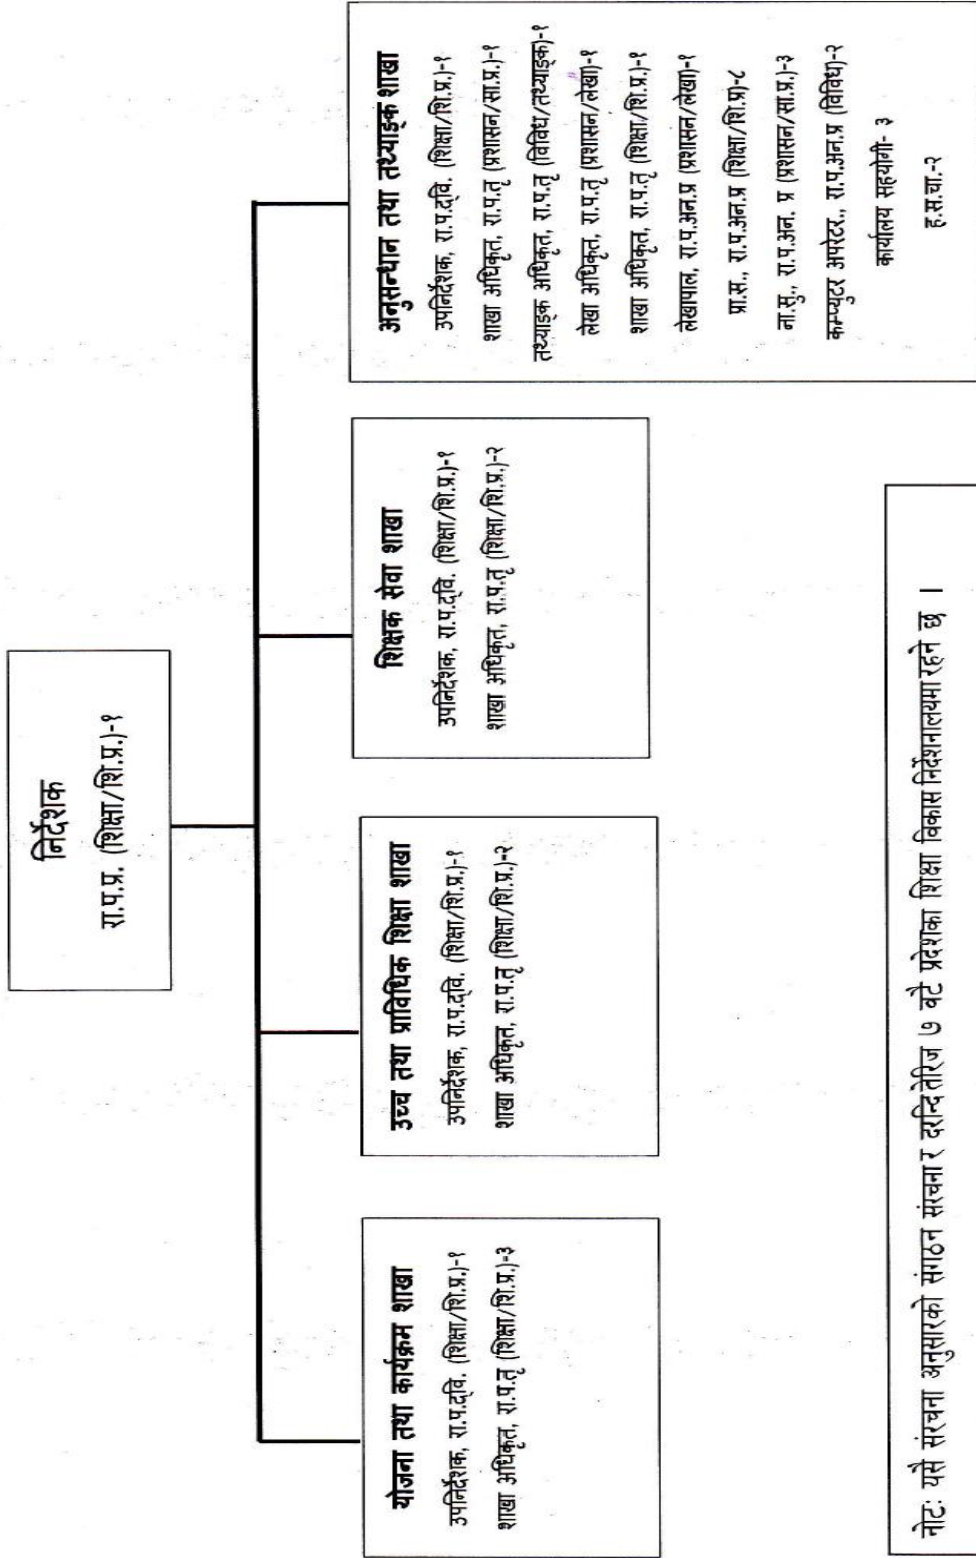 निर्देशक
रा.प.प्र. (शिक्षा/शि.प्र.)-१
योजना तथा कार्यक्रम शाखा
उपनिर्देशक, रा.प.द्वि. (शिक्षा/शि.प्र.)-१
शाखा अधिकृत, रा.प.तृ (शिक्षा/शि.प्र.)-३
उच्च तथा प्राविधिक शिक्षा शाखा
उपनिर्देशक, रा.प.द्वि. (शिक्षा/शि.प्र.)-१
शाखा अधिकृत, रा.प.तृ (शिक्षा/शि.प्र.)-२
शिक्षक सेवा शाखा
उपनिर्देशक, रा.प.द्वि. (शिक्षा/शि.प्र.)-१
शाखा अधिकृत, रा.प.तृ (शिक्षा/शि.प्र.)-२
अनुसन्धान तथा तथ्याङ्क शाखा
उपनिर्देशक, रा.प.द्वि. (शिक्षा/शि.प्र.)-१
शाखा अधिकृत, रा.प.तृ (प्रशासन/सा.प्र.)-१
तथ्याङ्क अधिकृत, रा.प.तृ (विविध/तथ्याङ्क)-१
लेखा अधिकृत, रा.प.तृ (प्रशासन/लेखा)-१
शाखा अधिकृत, रा.प.तृ (शिक्षा/शि.प्र.)-१
लेखापाल, रा.प.अन.प्र (प्रशासन/लेखा)-१
प्रा.स., रा.प.अन.प्र (शिक्षा/शि.प्र)-८
ना.सु., रा.प.अन. प्र (प्रशासन/सा.प्र.)-३
कम्प्युटर अपरेटर., रा.प.अन.प्र (विविध)-२
कार्यालय सहयोगी- ३
ह.स.चा.-२
नोट: यसै संरचना अनुसारको संगठन संरचना र दरबन्दि तेरिज ७ वटै प्रदेशका शिक्षा विकास निर्देशनालयमा रहने छ ।